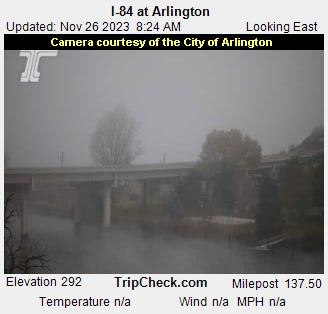 I-84 at Arlington
Updated: Nov 26 2023 8:24 AM Looking East
Camera courtesy of the City of Arlington
Elevation 292 TripCheck.com Milepost 137.50
Temperature n/a Wind n/a MPH n/a